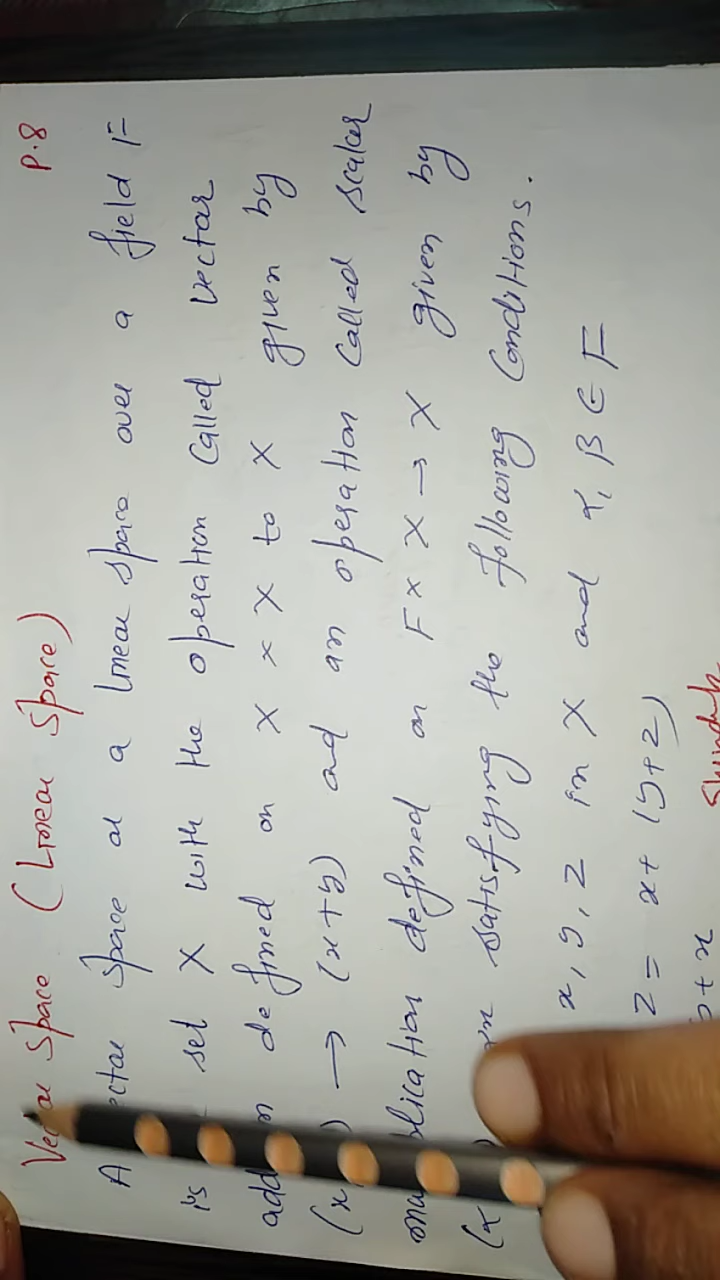 Vector Space (Linear Space) P.8
A vector space or a linear space over a field F
is set X with the operation called vector
defined on X x X to X given by
→ (x+y) and an operation called scalar
defined on F x X → X given by
satisfying the following conditions.
x, y, z in X and α, β ∈ F
z = x + (y+z)
y + x